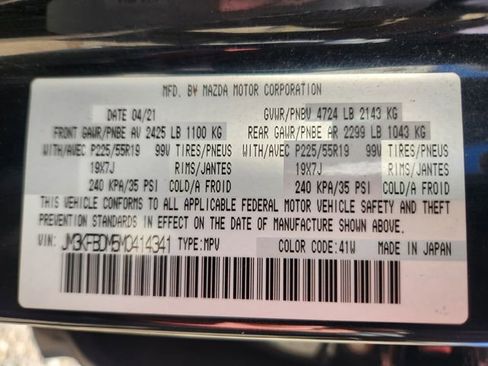 MFD. BY MAZDA MOTOR CORPORATION
DATE 04/21 GVWR/PNBV 4724 LB 2143 KG
FRONT GAWR/PNBE AV 2425 LB 1100 KG REAR GAWR/PNBE AR 2299 LB 1043 KG
WITH/AVEC P225/55R19 99V TIRES/PNEUS WITH/AVEC P225/55R19 99V TIRES/PNEUS
19X7J RIMS/JANTES 19X7J RIMS/JANTES
240 KPA/35 PSI COLD/A FROID 240 KPA/35 PSI COLD/A FROID
THIS VEHICLE CONFORMS TO ALL APPLICABLE FEDERAL MOTOR VEHICLE SAFETY AND THEFT
PREVENTION STANDARDS IN EFFECT ON THE DATE OF MANUFACTURE SHOWN ABOVE.
VIN: JM3KFBDM5M0414341 TYPE:MPV COLOR CODE:41W MADE IN JAPAN